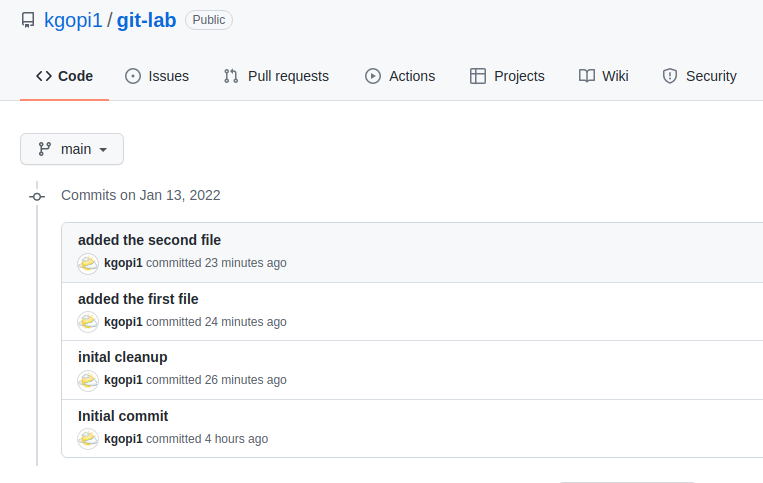 kgopi1 / git-lab Public
Code Issues Pull requests Actions Projects Wiki Security
main
Commits on Jan 13, 2022
added the second file
kgopi1 committed 23 minutes ago
added the first file
kgopi1 committed 24 minutes ago
inital cleanup
kgopi1 committed 26 minutes ago
Initial commit
kgopi1 committed 4 hours ago